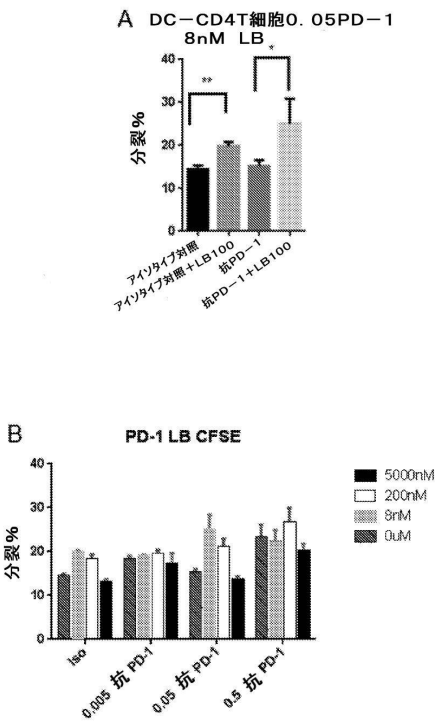 A DC-CD4T細胞0.05PD-1
8nM LB
分裂%
40
30
20
10
0
**
*
アイソタイプ対照
アイソタイプ対照+LB100
抗PD-1
抗PD-1+LB100
B
PD-1 LB CFSE
分裂%
40
30
20
10
0
Iso
0.005 抗 PD-1
0.05 抗 PD-1
0.5 抗 PD-1
5000nM
200nM
8nM
0uM